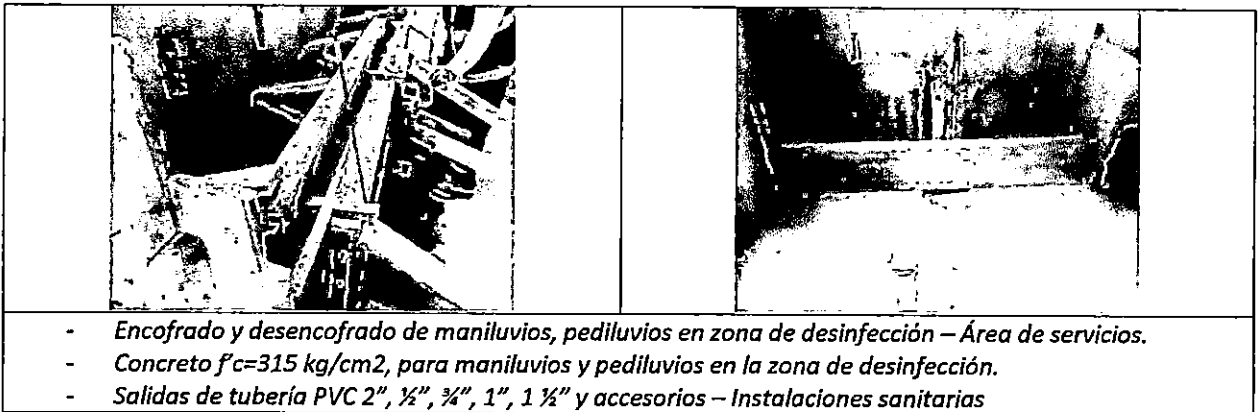 - Encofrado y desencofrado de maniluvios, pediluvios en zona de desinfección – Área de servicios.
- Concreto f'c=315 kg/cm2, para maniluvios y pediluvios en la zona de desinfección.
- Salidas de tubería PVC 2", ½", ¾", 1", 1 ½" y accesorios – Instalaciones sanitarias